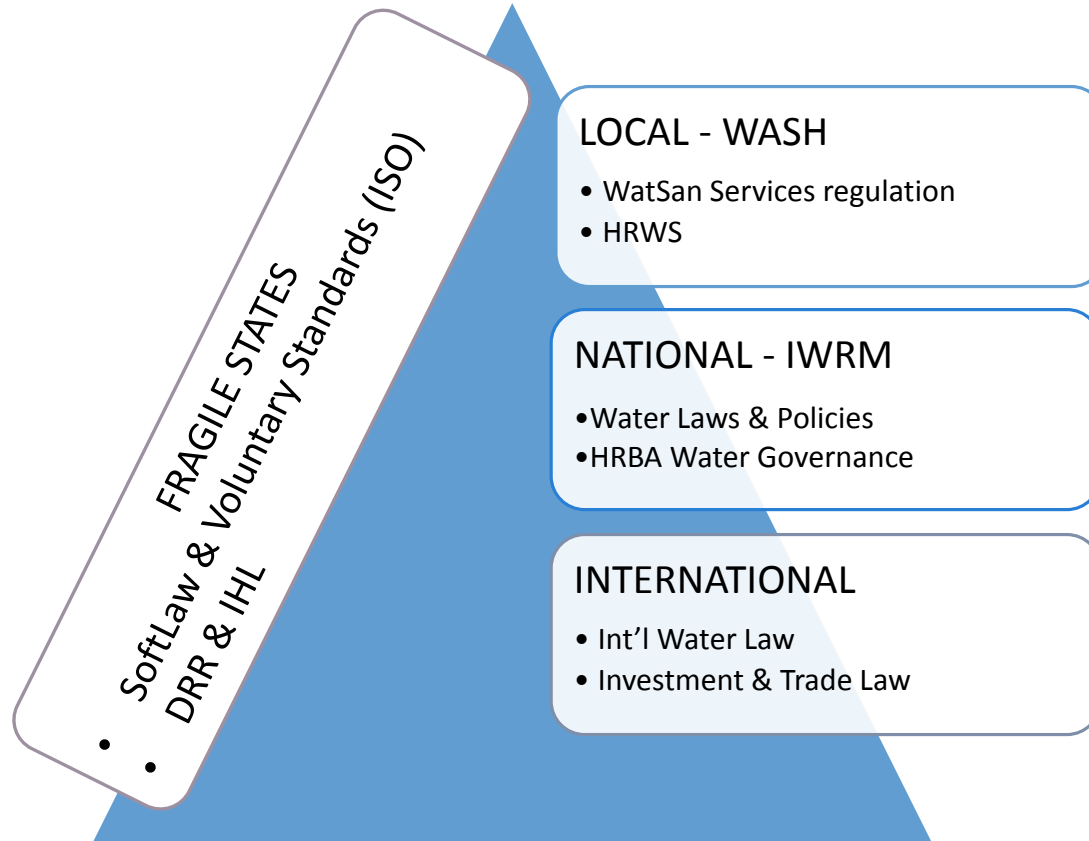 FRAGILE STATES
• SoftLaw & Voluntary Standards (ISO)
• DRR & IHL
LOCAL - WASH
• WatSan Services regulation
• HRWS
NATIONAL - IWRM
•Water Laws & Policies
•HRBA Water Governance
INTERNATIONAL
• Int’l Water Law
• Investment & Trade Law